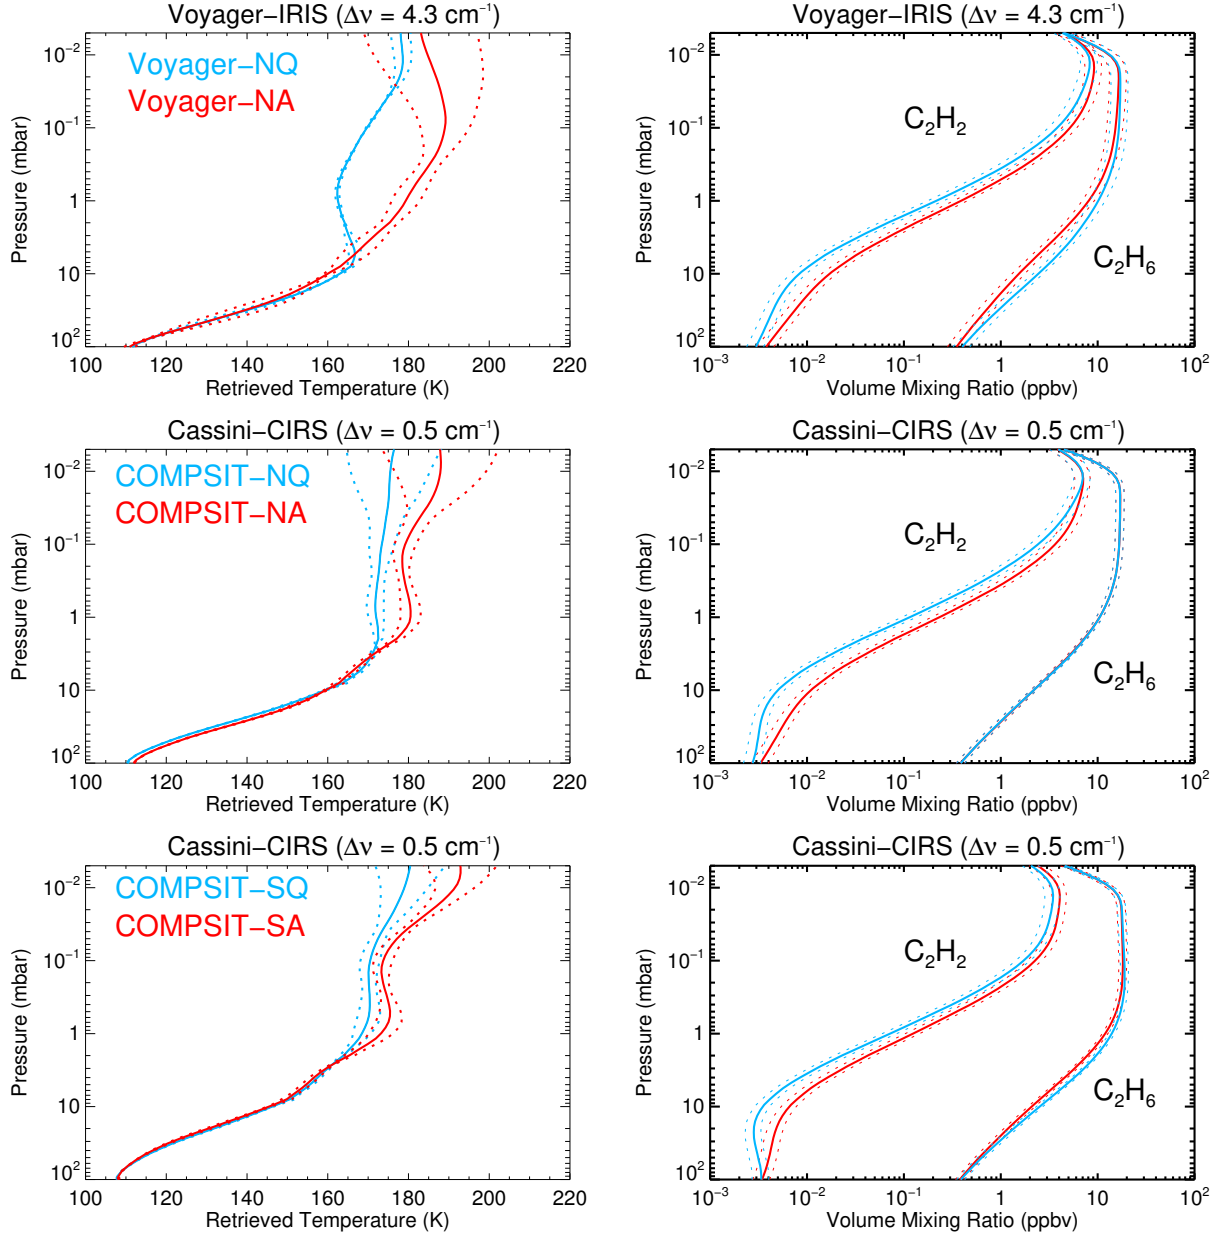 Voyager−IRIS (Δν = 4.3 cm⁻¹)
Voyager−NQ
Voyager−NA
10⁻²
10⁻¹
1
10
10²
Pressure (mbar)
100 120 140 160 180 200 220
Retrieved Temperature (K)
Voyager−IRIS (Δν = 4.3 cm⁻¹)
C₂H₂
C₂H₆
10⁻²
10⁻¹
1
10
10²
Pressure (mbar)
10⁻³ 10⁻² 10⁻¹ 1 10 10²
Volume Mixing Ratio (ppbv)
Cassini−CIRS (Δν = 0.5 cm⁻¹)
COMPSIT−NQ
COMPSIT−NA
10⁻²
10⁻¹
1
10
10²
Pressure (mbar)
100 120 140 160 180 200 220
Retrieved Temperature (K)
Cassini−CIRS (Δν = 0.5 cm⁻¹)
C₂H₂
C₂H₆
10⁻²
10⁻¹
1
10
10²
Pressure (mbar)
10⁻³ 10⁻² 10⁻¹ 1 10 10²
Volume Mixing Ratio (ppbv)
Cassini−CIRS (Δν = 0.5 cm⁻¹)
COMPSIT−SQ
COMPSIT−SA
10⁻²
10⁻¹
1
10
10²
Pressure (mbar)
100 120 140 160 180 200 220
Retrieved Temperature (K)
Cassini−CIRS (Δν = 0.5 cm⁻¹)
C₂H₂
C₂H₆
10⁻²
10⁻¹
1
10
10²
Pressure (mbar)
10⁻³ 10⁻² 10⁻¹ 1 10 10²
Volume Mixing Ratio (ppbv)